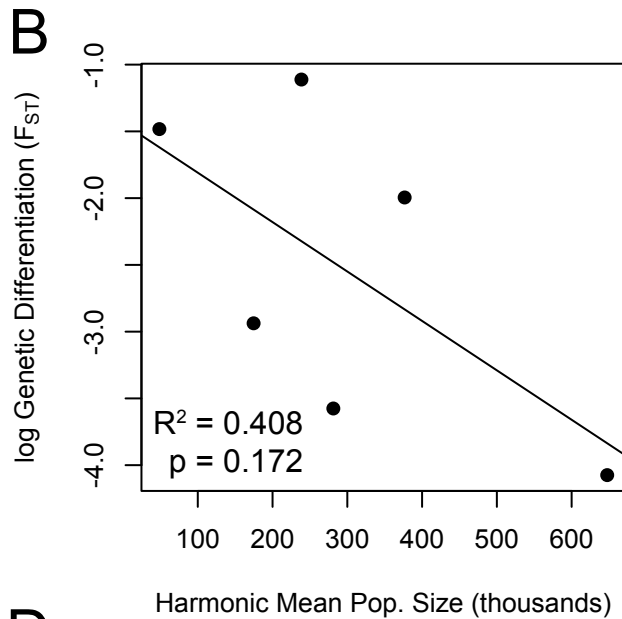 B
log Genetic Differentiation (F_ST)
-1.0
-2.0
-3.0
-4.0
R² = 0.408
p = 0.172
100 200 300 400 500 600
Harmonic Mean Pop. Size (thousands)